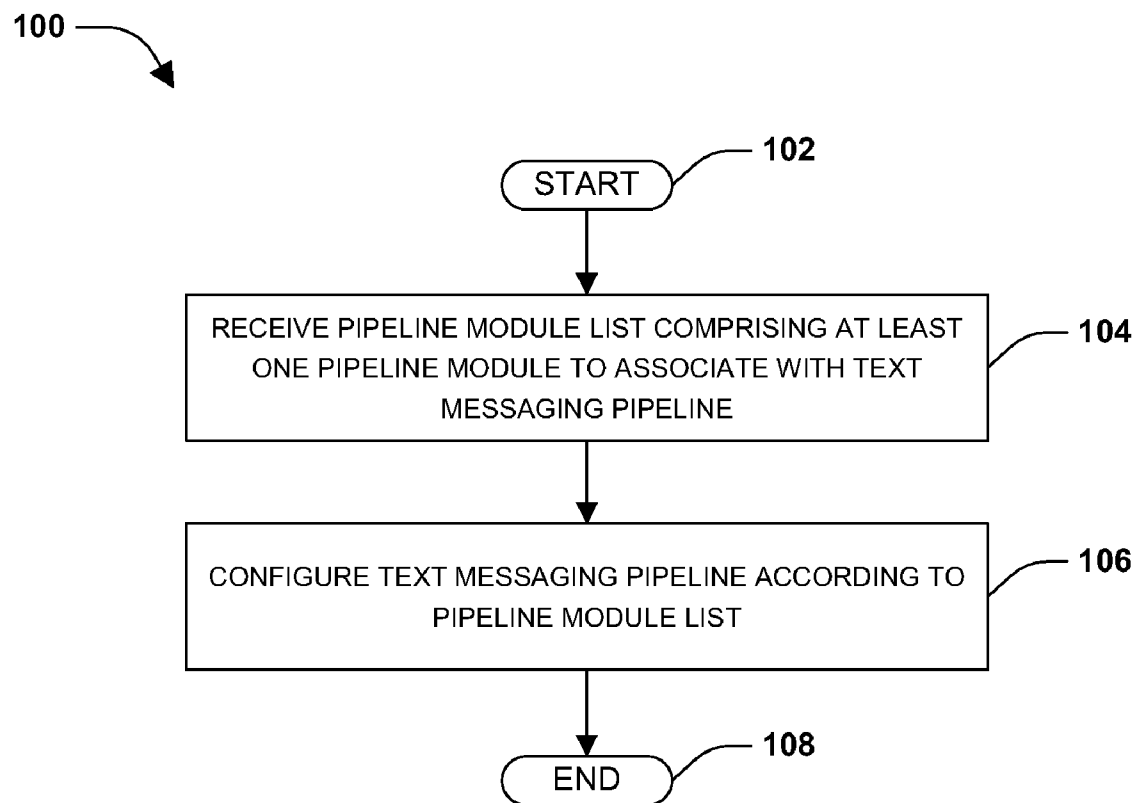 100
102
START
RECEIVE PIPELINE MODULE LIST COMPRISING AT LEAST
ONE PIPELINE MODULE TO ASSOCIATE WITH TEXT
MESSAGING PIPELINE
104
CONFIGURE TEXT MESSAGING PIPELINE ACCORDING TO
PIPELINE MODULE LIST
106
108
END